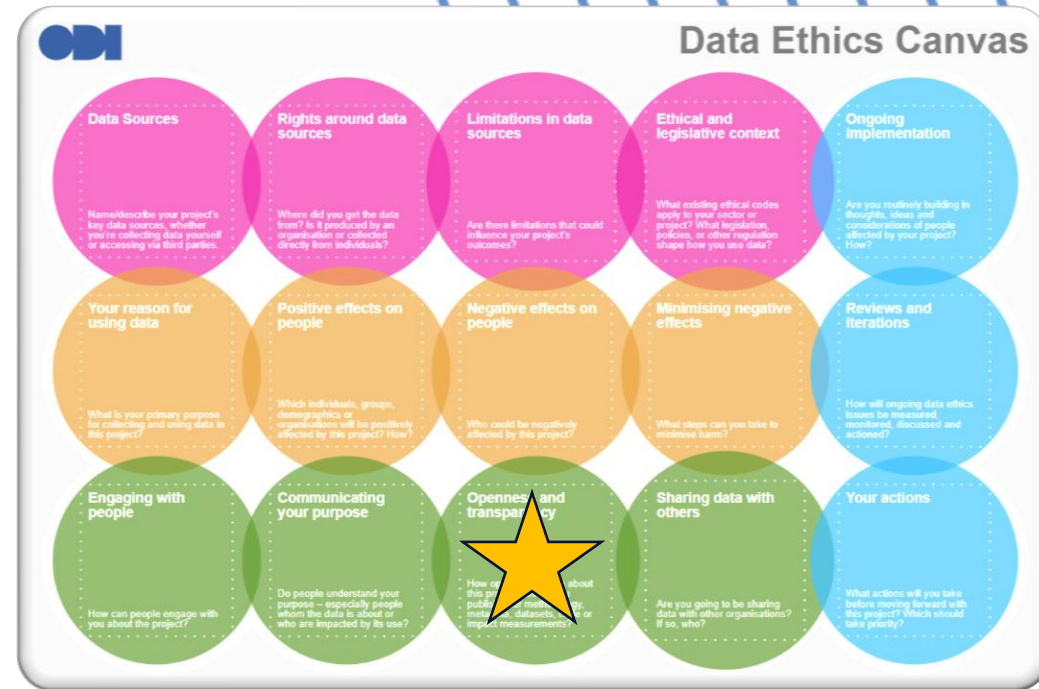 ODI
Data Ethics Canvas
Data Sources
Name/describe your project's
key data sources, whether
you're collecting data yourself
or accessing via third parties.
Rights around data
sources
Where did you get the data
from? Is it produced by an
organisation or collected
directly from individuals?
Limitations in data
sources
Are there limitations that could
influence your project's
outcomes?
Ethical and
legislative context
What existing ethical codes
apply to your sector or
project? What legislation,
policies, or other regulation
shape how you use data?
Ongoing
implementation
Are you routinely building in
thoughts, ideas and
considerations of people
affected by your project?
How?
Your reason for
using data
What is your primary purpose
for collecting and using data in
this project?
Positive effects on
people
Which individuals, groups,
demographics or
organisations will be positively
affected by this project? How?
Negative effects on
people
Who could be negatively
affected by this project?
Minimising negative
effects
What steps can you take to
minimise harm?
Reviews and
iterations
How will ongoing data ethics
issues be measured,
monitored, discussed and
actioned?
Engaging with
people
How can people engage with
you about the project?
Communicating
your purpose
Do people understand your
purpose – especially people
whom the data is about or
who are impacted by its use?
Openness and
transparency
How about
this
datasets, or
impact measurements?
Sharing data with
others
Are you going to be sharing
data with other organisations?
If so, who?
Your actions
What actions will you take
before moving forward with
this project? Which should
take priority?